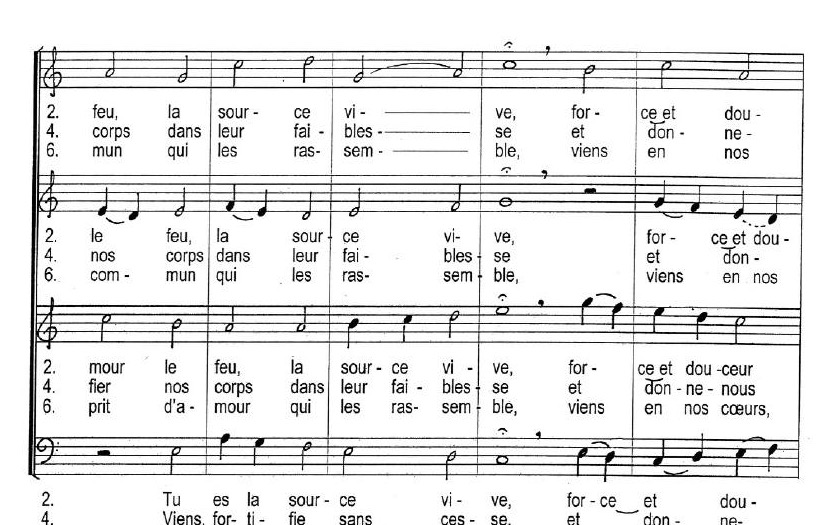 2. feu, la sour - ce vi - ve, for - ce et dou -
4. corps dans leur fai - bles - se et don - ne -
6. mun qui les ras- sem - ble, viens en nos
2. le feu, la sour - ce vi- ve, for - ce et dou -
4. nos corps dans leur fai - bles - se et don -
6. com - mun qui les ras- sem - ble, viens en nos
2. mour le feu, la sour - ce vi - ve, for - ce et dou -ceur
4. fier nos corps dans leur fai - bles - se et don - ne - nous
6. prit d'a - mour qui les ras- sem - ble, viens en nos cœurs,
2. Tu es la sour - ce vi - ve, for - ce et dou -
4. Viens, for- ti - fie sans ces - se, et don - ne-